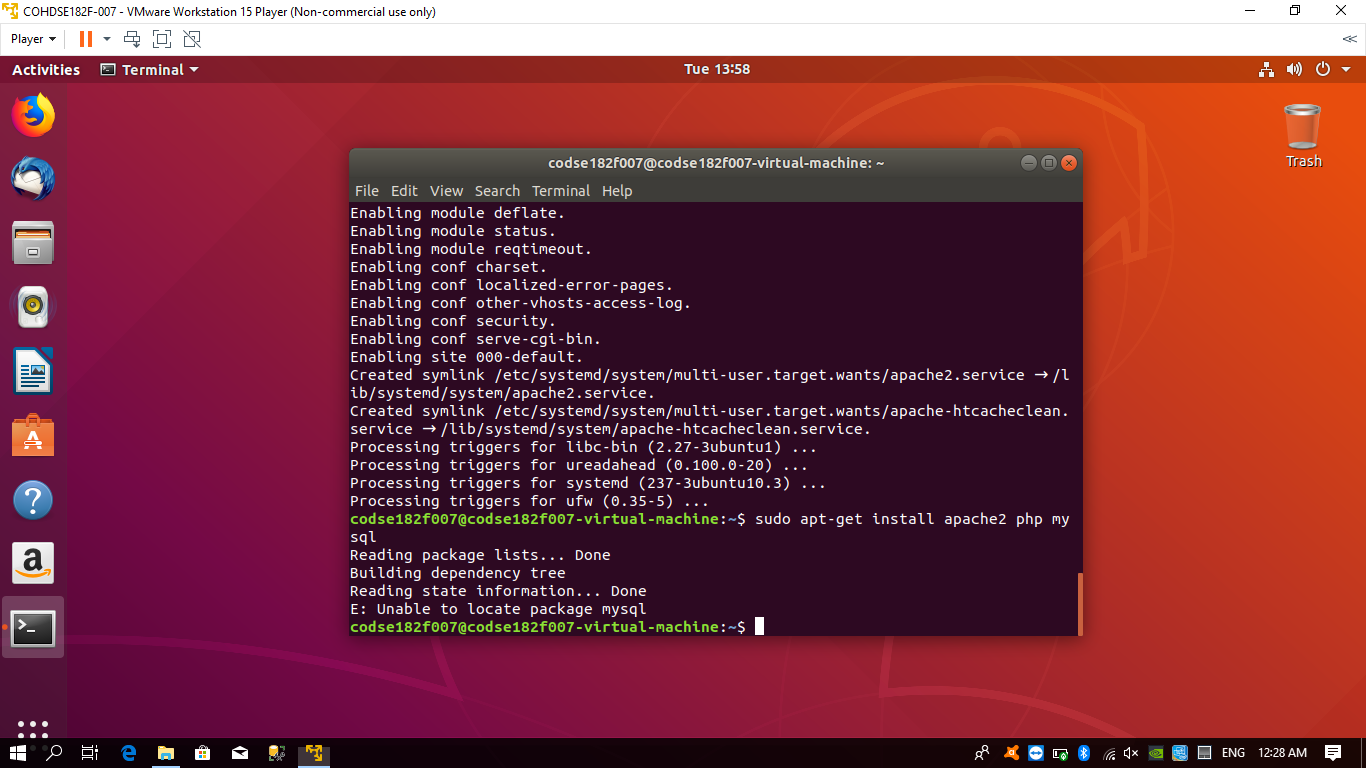 COHDSE182F-007 - VMware Workstation 15 Player (Non-commercial use only)
Player
Activities
Terminal
Tue 13:58
Trash
codse182f007@codse182f007-virtual-machine: ~
File Edit View Search Terminal Help
Enabling module deflate.
Enabling module status.
Enabling module reqtimeout.
Enabling conf charset.
Enabling conf localized-error-pages.
Enabling conf other-vhosts-access-log.
Enabling conf security.
Enabling conf serve-cgi-bin.
Enabling site 000-default.
Created symlink /etc/systemd/system/multi-user.target.wants/apache2.service → /l
ib/systemd/system/apache2.service.
Created symlink /etc/systemd/system/multi-user.target.wants/apache-htcacheclean.
service → /lib/systemd/system/apache-htcacheclean.service.
Processing triggers for libc-bin (2.27-3ubuntu1) ...
Processing triggers for ureadahead (0.100.0-20) ...
Processing triggers for systemd (237-3ubuntu10.3) ...
Processing triggers for ufw (0.35-5) ...
codse182f007@codse182f007-virtual-machine:~$ sudo apt-get install apache2 php my
sql
Reading package lists... Done
Building dependency tree
Reading state information... Done
E: Unable to locate package mysql
codse182f007@codse182f007-virtual-machine:~$
ENG
12:28 AM